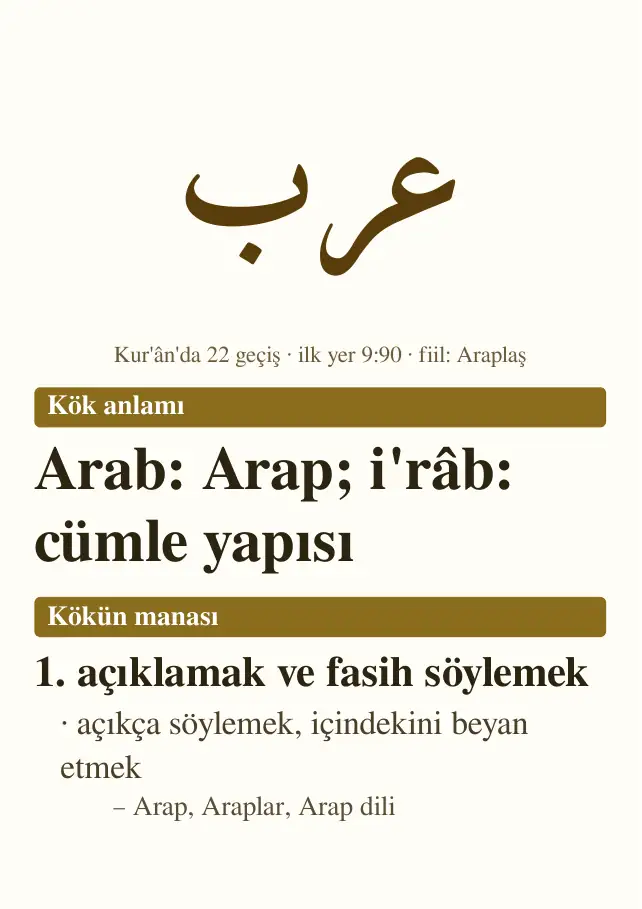 عرب
Kur'ân'da 22 geçiş · ilk yer 9:90 · fiil: Araplaş
Kök anlamı
Arab: Arap; i'râb:
cümle yapısı
Kökün manası
1. açıklamak ve fasih söylemek
· açıkça söylemek, içindekini beyan
etmek
– Arap, Araplar, Arap dili